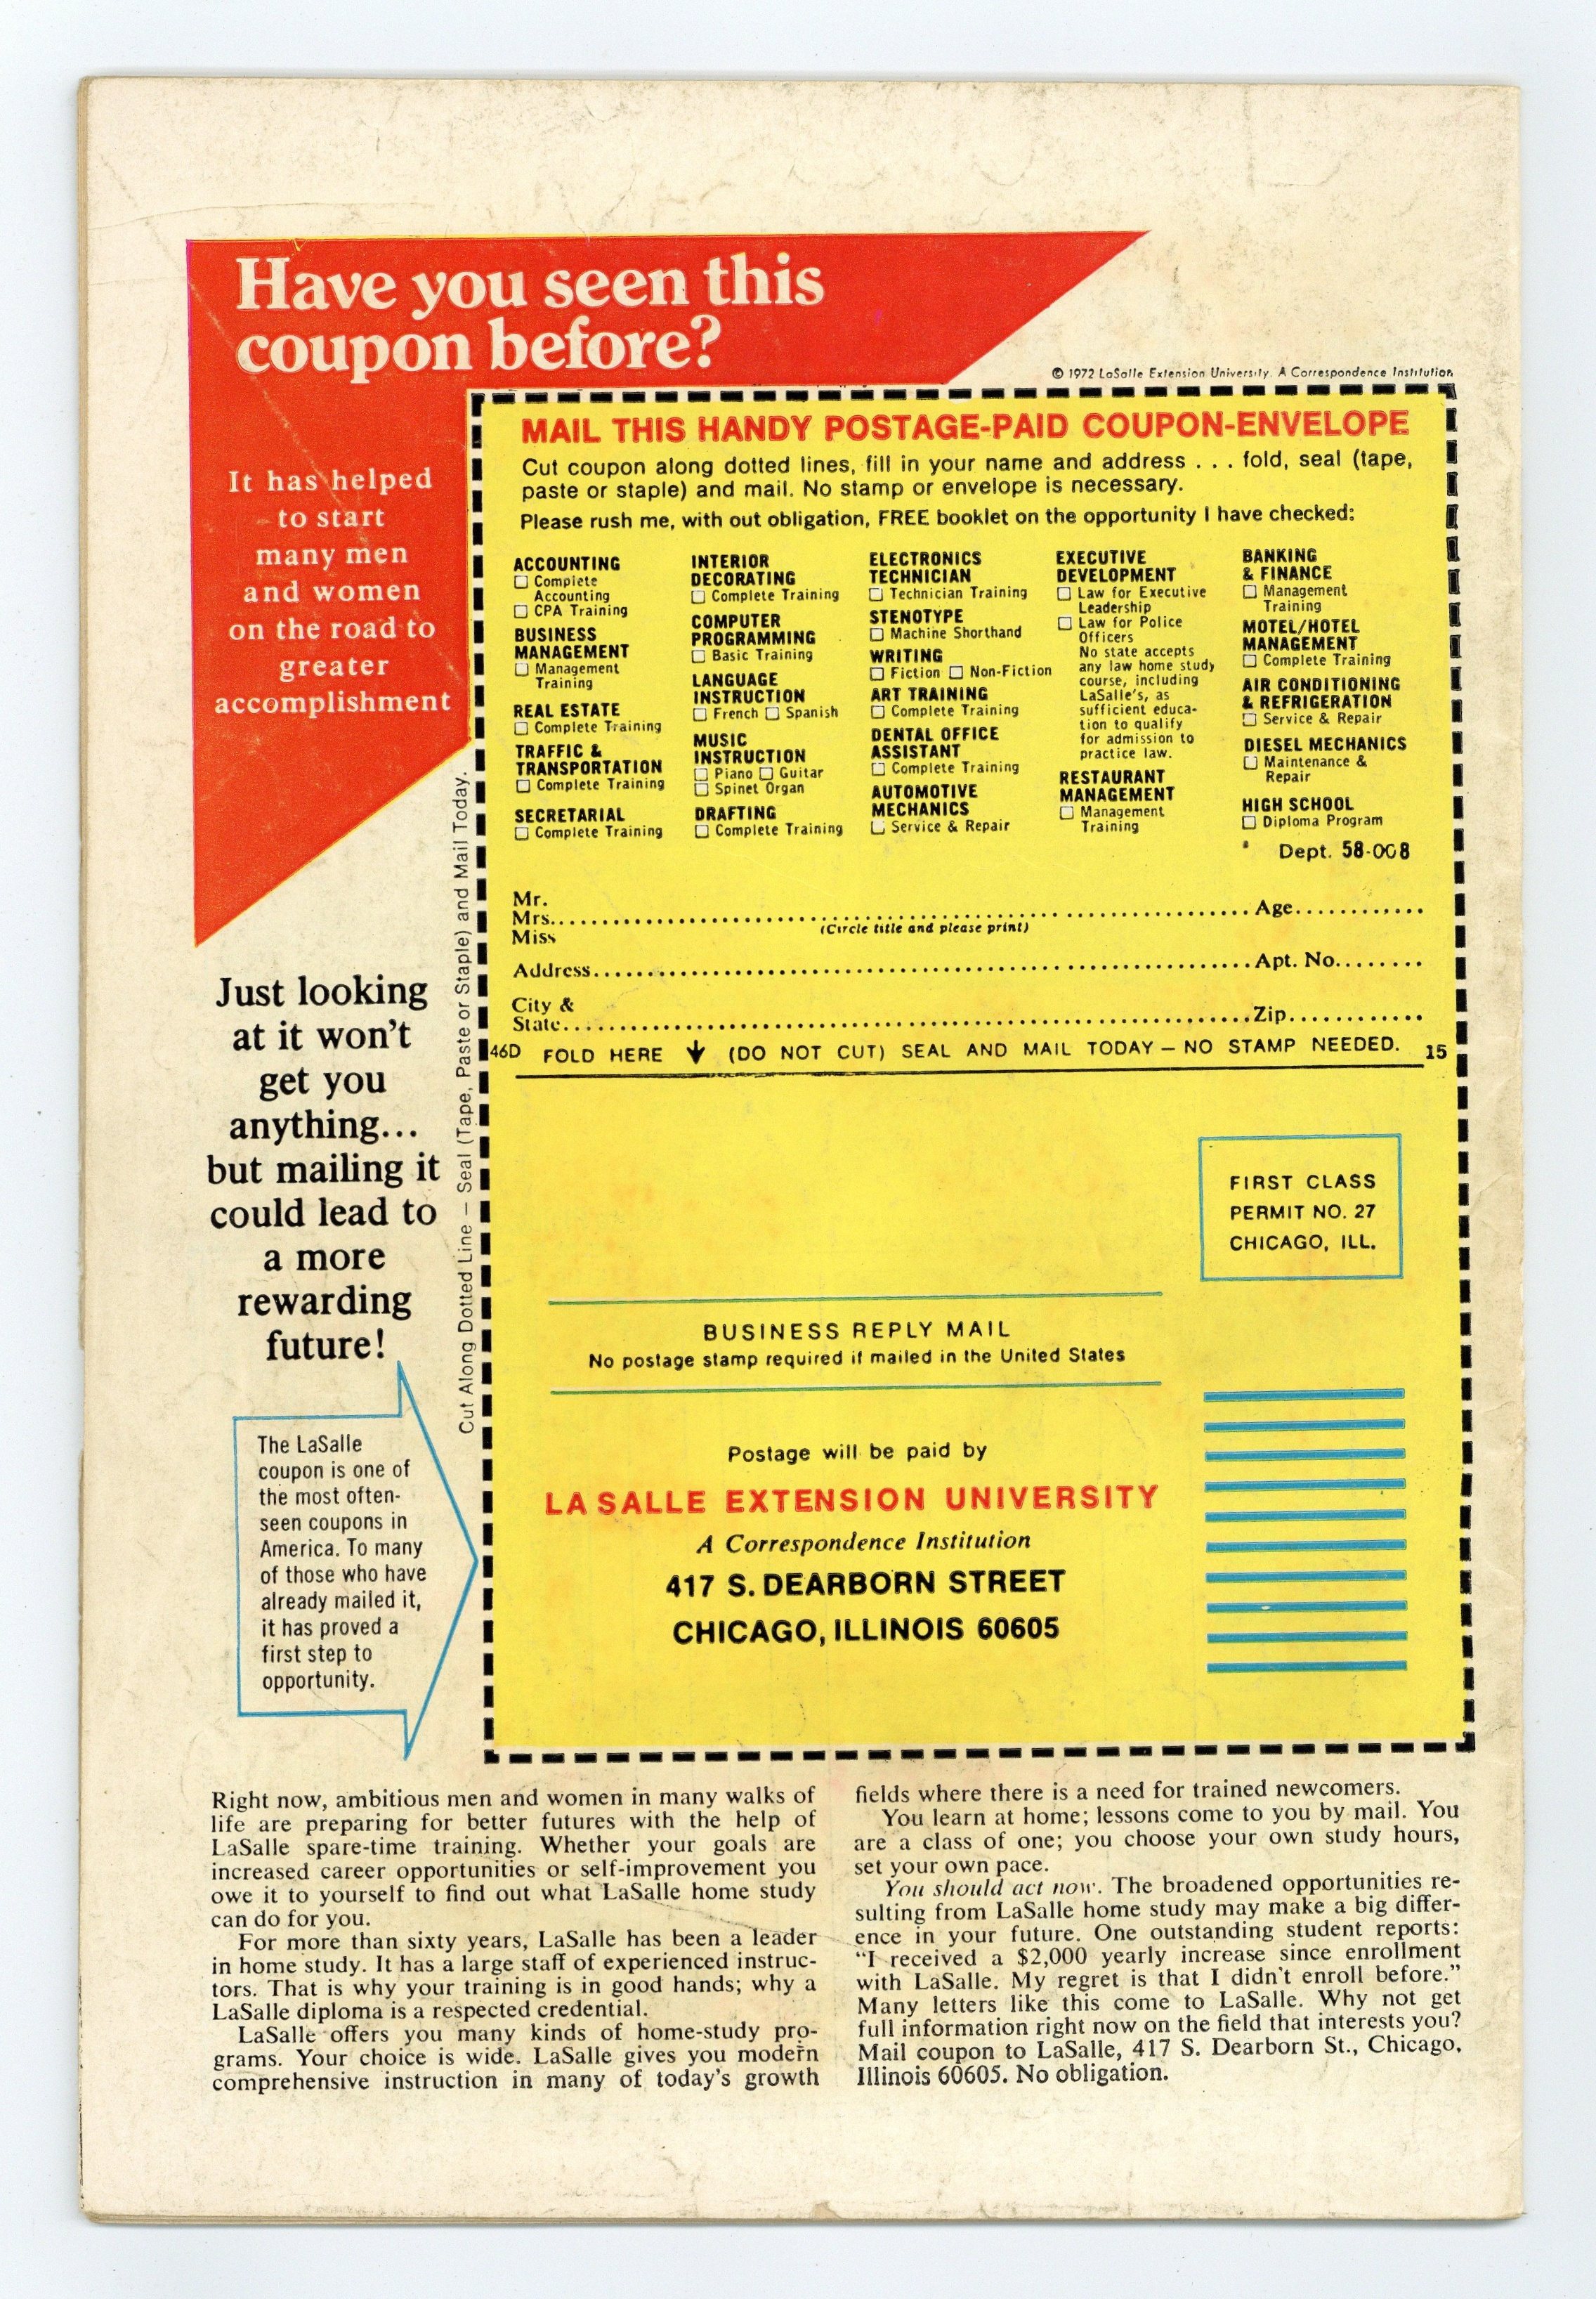 Have you seen this
coupon before?
It has helped
to start
many men
and women
on the road to
greater
accomplishment
Just looking
at it won't
get you
anything...
but mailing it
could lead to
a more
rewarding
future!
The LaSalle
coupon is one of
the most often-
seen coupons in
America. To many
of those who have
already mailed it,
it has proved a
first step to
opportunity.
Cut Along Dotted Line — Seal (Tape, Paste or Staple) and Mail Today.
© 1972 LaSalle Extension University. A Correspondence Institution
MAIL THIS HANDY POSTAGE-PAID COUPON-ENVELOPE
Cut coupon along dotted lines, fill in your name and address . . . fold, seal (tape,
paste or staple) and mail. No stamp or envelope is necessary.
Please rush me, with out obligation, FREE booklet on the opportunity I have checked:
ACCOUNTING
☐ Complete
Accounting
☐ CPA Training
BUSINESS
MANAGEMENT
☐ Management
Training
REAL ESTATE
☐ Complete Training
TRAFFIC &
TRANSPORTATION
☐ Complete Training
SECRETARIAL
☐ Complete Training
INTERIOR
DECORATING
☐ Complete Training
COMPUTER
PROGRAMMING
☐ Basic Training
LANGUAGE
INSTRUCTION
☐ French ☐ Spanish
MUSIC
INSTRUCTION
☐ Piano ☐ Guitar
☐ Spinet Organ
DRAFTING
☐ Complete Training
ELECTRONICS
TECHNICIAN
☐ Technician Training
STENOTYPE
☐ Machine Shorthand
WRITING
☐ Fiction ☐ Non-Fiction
ART TRAINING
☐ Complete Training
DENTAL OFFICE
ASSISTANT
☐ Complete Training
AUTOMOTIVE
MECHANICS
☐ Service & Repair
EXECUTIVE
DEVELOPMENT
☐ Law for Executive
Leadership
☐ Law for Police
Officers
No state accepts
any law home study
course, including
LaSalle's, as
sufficient educa-
tion to qualify
for admission to
practice law.
RESTAURANT
MANAGEMENT
☐ Management
Training
BANKING
& FINANCE
☐ Management
Training
MOTEL/HOTEL
MANAGEMENT
☐ Complete Training
AIR CONDITIONING
& REFRIGERATION
☐ Service & Repair
DIESEL MECHANICS
☐ Maintenance &
Repair
HIGH SCHOOL
☐ Diploma Program
Dept. 58-008
Mr.
Mrs. Age
Miss
(Circle title and please print)
Address Apt. No.
City &
State Zip
46D FOLD HERE ↓ (DO NOT CUT) SEAL AND MAIL TODAY — NO STAMP NEEDED. 15
FIRST CLASS
PERMIT NO. 27
CHICAGO, ILL.
BUSINESS REPLY MAIL
No postage stamp required if mailed in the United States
Postage will be paid by
LA SALLE EXTENSION UNIVERSITY
A Correspondence Institution
417 S. DEARBORN STREET
CHICAGO, ILLINOIS 60605
Right now, ambitious men and women in many walks of
life are preparing for better futures with the help of
LaSalle spare-time training. Whether your goals are
increased career opportunities or self-improvement you
owe it to yourself to find out what LaSalle home study
can do for you.
For more than sixty years, LaSalle has been a leader
in home study. It has a large staff of experienced instruc-
tors. That is why your training is in good hands; why a
LaSalle diploma is a respected credential.
LaSalle offers you many kinds of home-study pro-
grams. Your choice is wide. LaSalle gives you modern
comprehensive instruction in many of today's growth
fields where there is a need for trained newcomers.
You learn at home; lessons come to you by mail. You
are a class of one; you choose your own study hours,
set your own pace.
You should act now. The broadened opportunities re-
sulting from LaSalle home study may make a big differ-
ence in your future. One outstanding student reports:
“I received a $2,000 yearly increase since enrollment
with LaSalle. My regret is that I didn't enroll before.”
Many letters like this come to LaSalle. Why not get
full information right now on the field that interests you?
Mail coupon to LaSalle, 417 S. Dearborn St., Chicago,
Illinois 60605. No obligation.